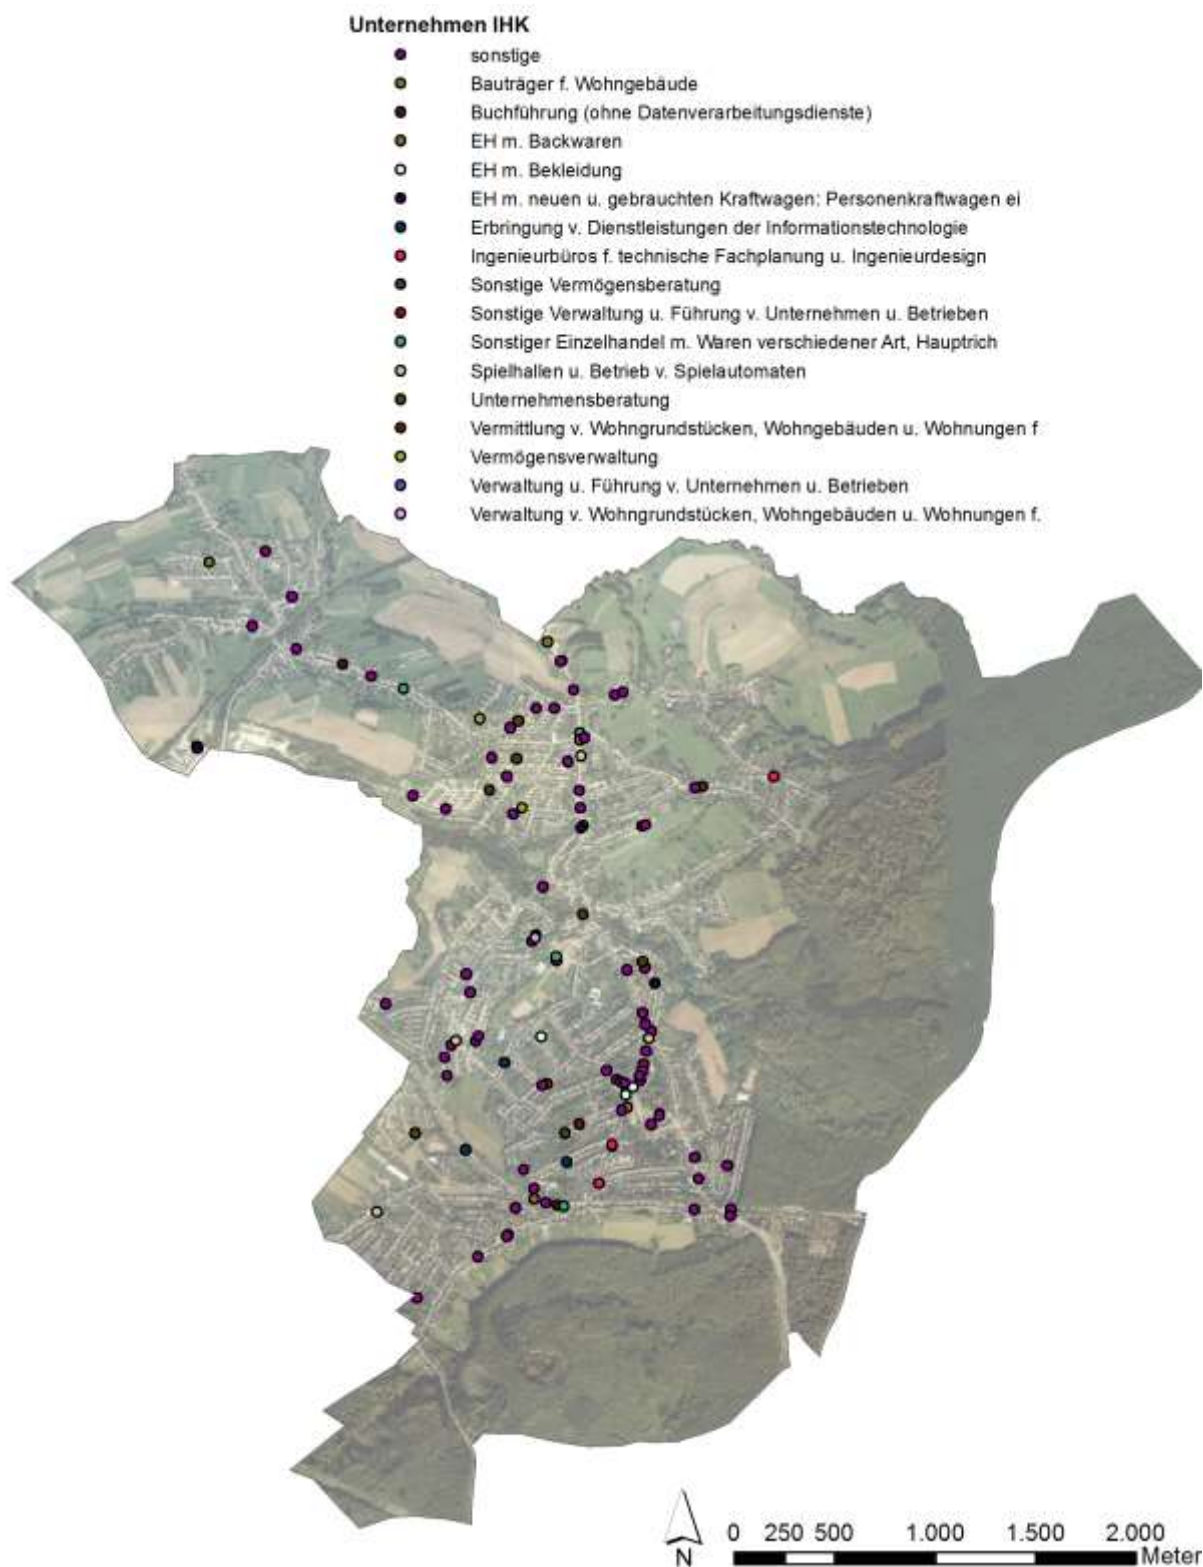 Unternehmen IHK
sonstige
Bauträger f. Wohngebäude
Buchführung (ohne Datenverarbeitungsdienste)
EH m. Backwaren
EH m. Bekleidung
EH m. neuen u. gebrauchten Kraftwagen: Personenkraftwagen ei
Erbringung v. Dienstleistungen der Informationstechnologie
Ingenieurbüros f. technische Fachplanung u. Ingenieurdesign
Sonstige Vermögensberatung
Sonstige Verwaltung u. Führung v. Unternehmen u. Betrieben
Sonstiger Einzelhandel m. Waren verschiedener Art, Hauptrich
Spielhallen u. Betrieb v. Spielautomaten
Unternehmensberatung
Vermittlung v. Wohngrundstücken, Wohngebäuden u. Wohnungen f
Vermögensverwaltung
Verwaltung u. Führung v. Unternehmen u. Betrieben
Verwaltung v. Wohngrundstücken, Wohngebäuden u. Wohnungen f.
N
0 250 500 1.000 1.500 2.000
Meter